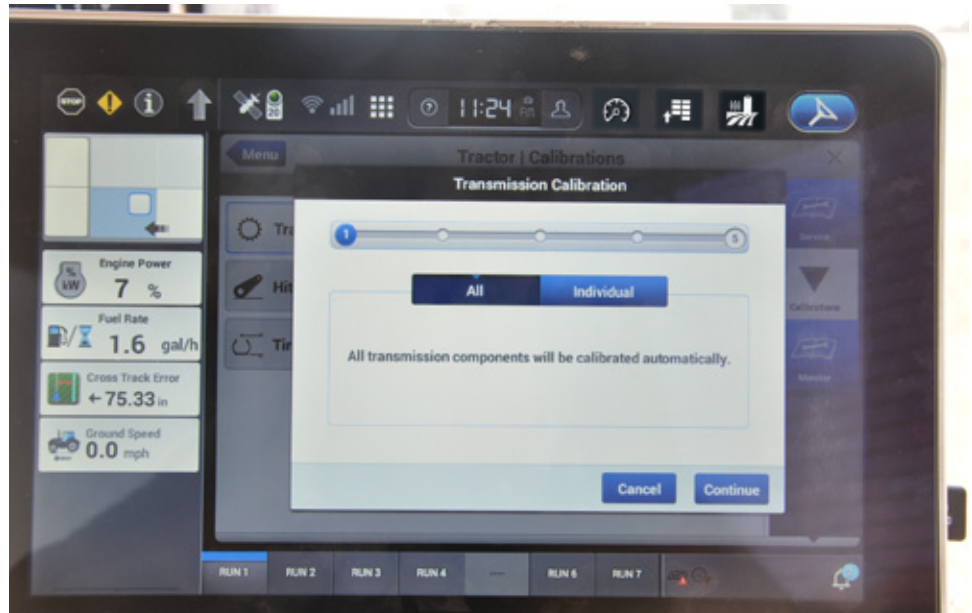 STOP
20
11:24 AM
Menu
Tractor | Calibrations
Transmission Calibration
1
5
Tra
Hit
Tir
All
Individual
All transmission components will be calibrated automatically.
Cancel
Continue
Service
Calibrations
Engine Power
%
kW
7 %
Fuel Rate
1.6 gal/h
Cross Track Error
75.33 in
Ground Speed
0.0 mph
RUN 1
RUN 2
RUN 3
RUN 4
---
RUN 6
RUN 7